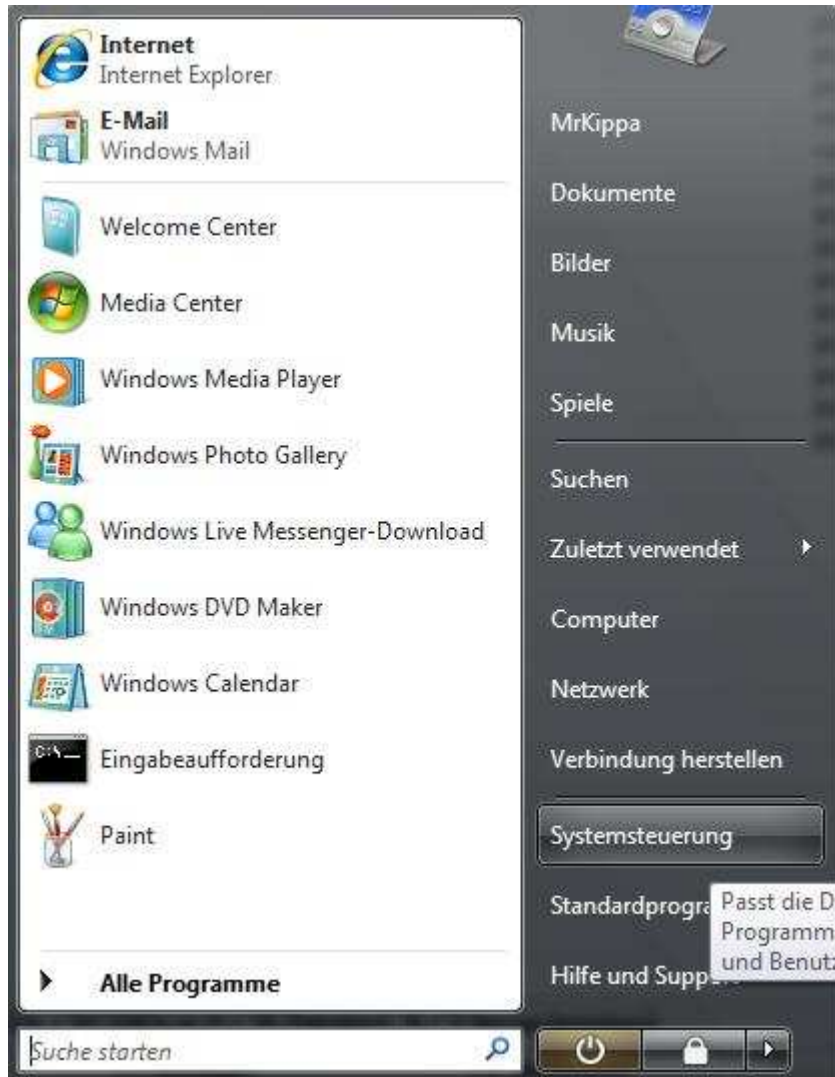 Internet
Internet Explorer
E-Mail
Windows Mail
Welcome Center
Media Center
Windows Media Player
Windows Photo Gallery
Windows Live Messenger-Download
Windows DVD Maker
Windows Calendar
C:\_
Eingabeaufforderung
Paint
Alle Programme
Suche starten
MrKippa
Dokumente
Bilder
Musik
Spiele
Suchen
Zuletzt verwendet
Computer
Netzwerk
Verbindung herstellen
Systemsteuerung
Standardprogra
Hilfe und Support
Passt die D
Programm
und Benutz